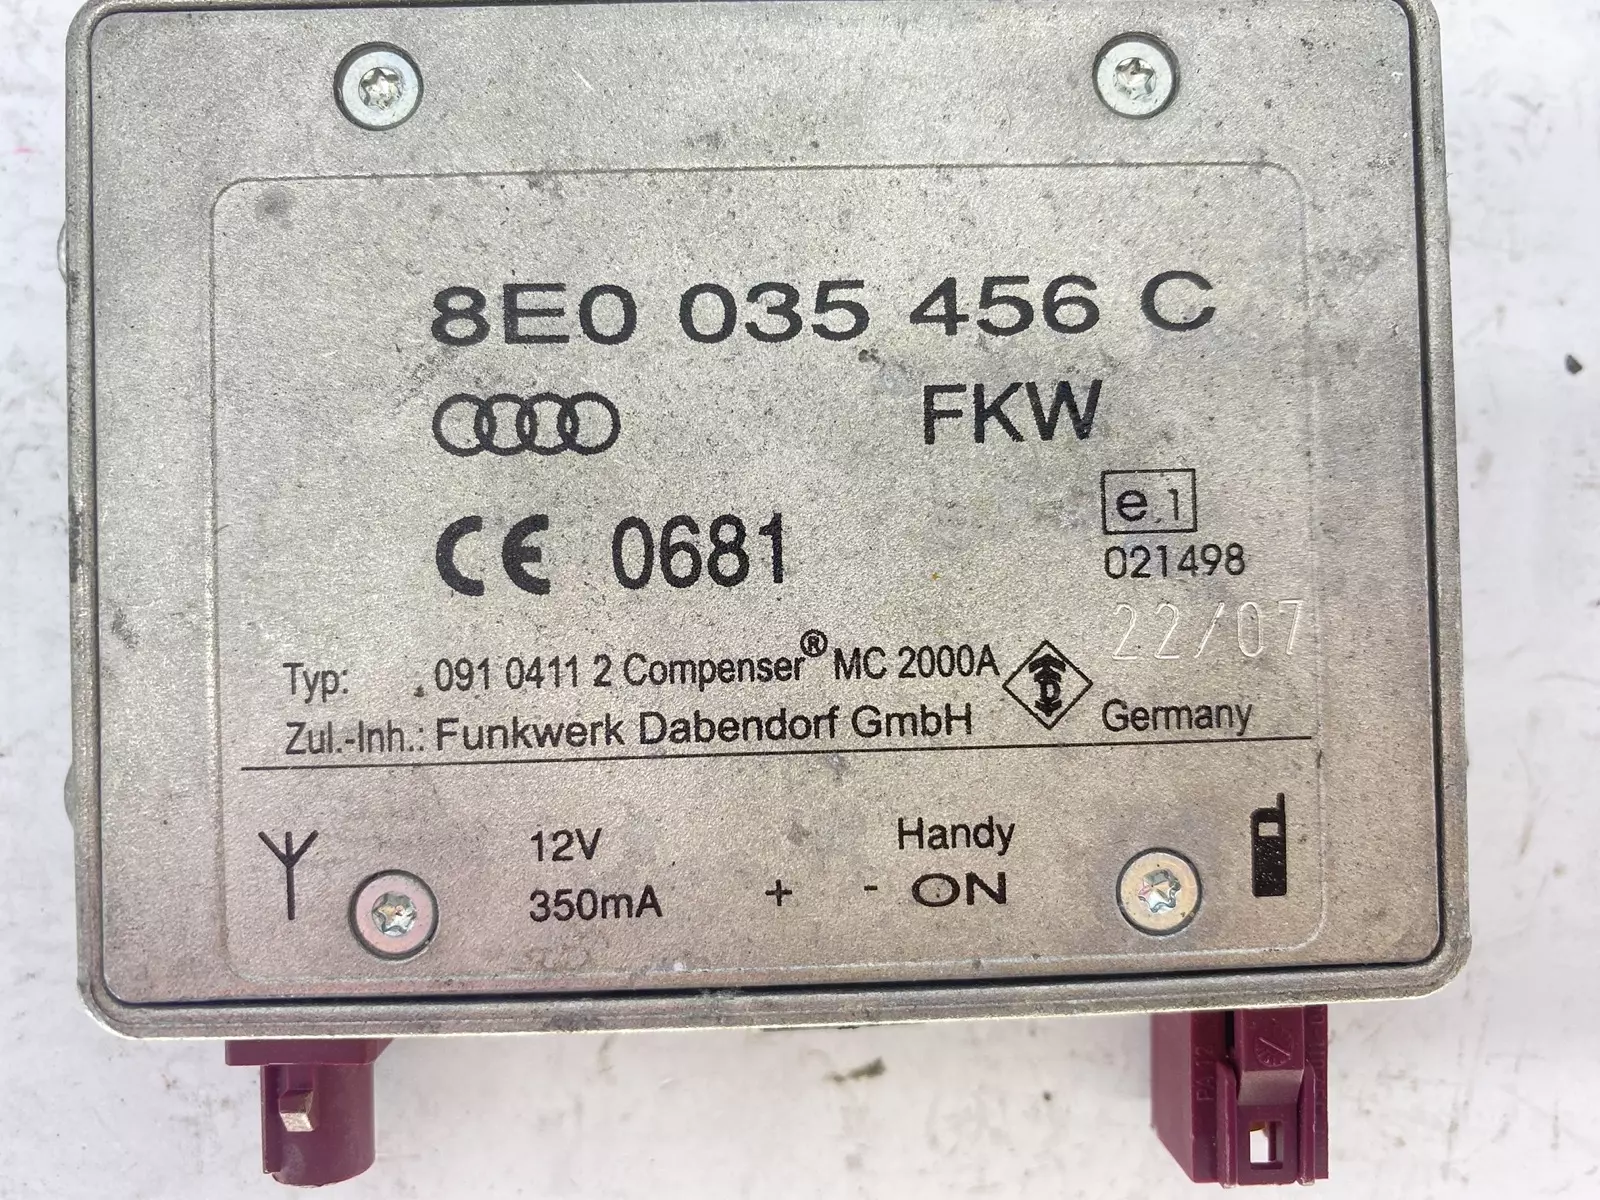 8E0 035 456 C
FKW
CE 0681
e 1
021498
22/07
Typ: 091 0411 2 Compenser® MC 2000A
Zul.-Inh.: Funkwerk Dabendorf GmbH Germany
12V Handy
350mA + - ON